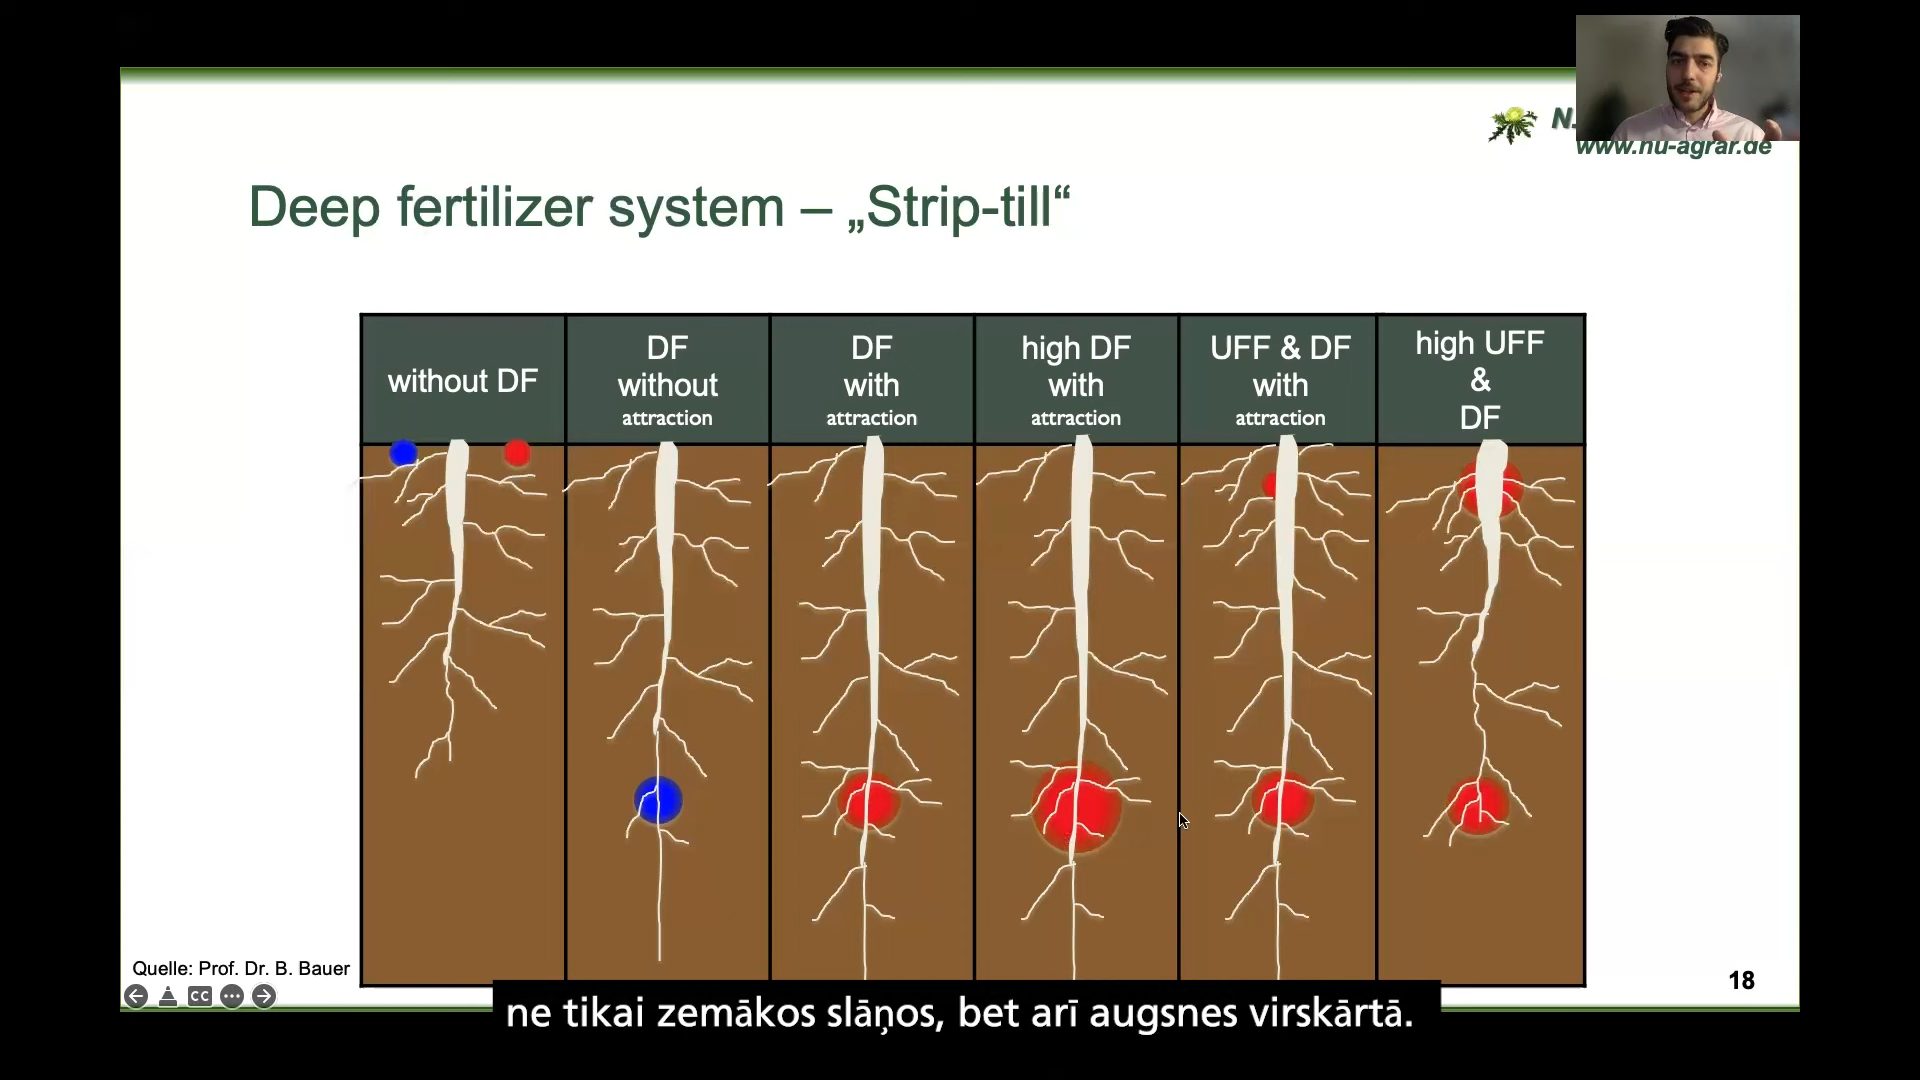 N.
www.nu-agrar.de
Deep fertilizer system – „Strip-till“
without DF
DF
without
attraction
DF
with
attraction
high DF
with
attraction
UFF & DF
with
attraction
high UFF
&
DF
Quelle: Prof. Dr. B. Bauer
CC
18
ne tikai zemākos slāņos, bet arī augsnes virskārtā.